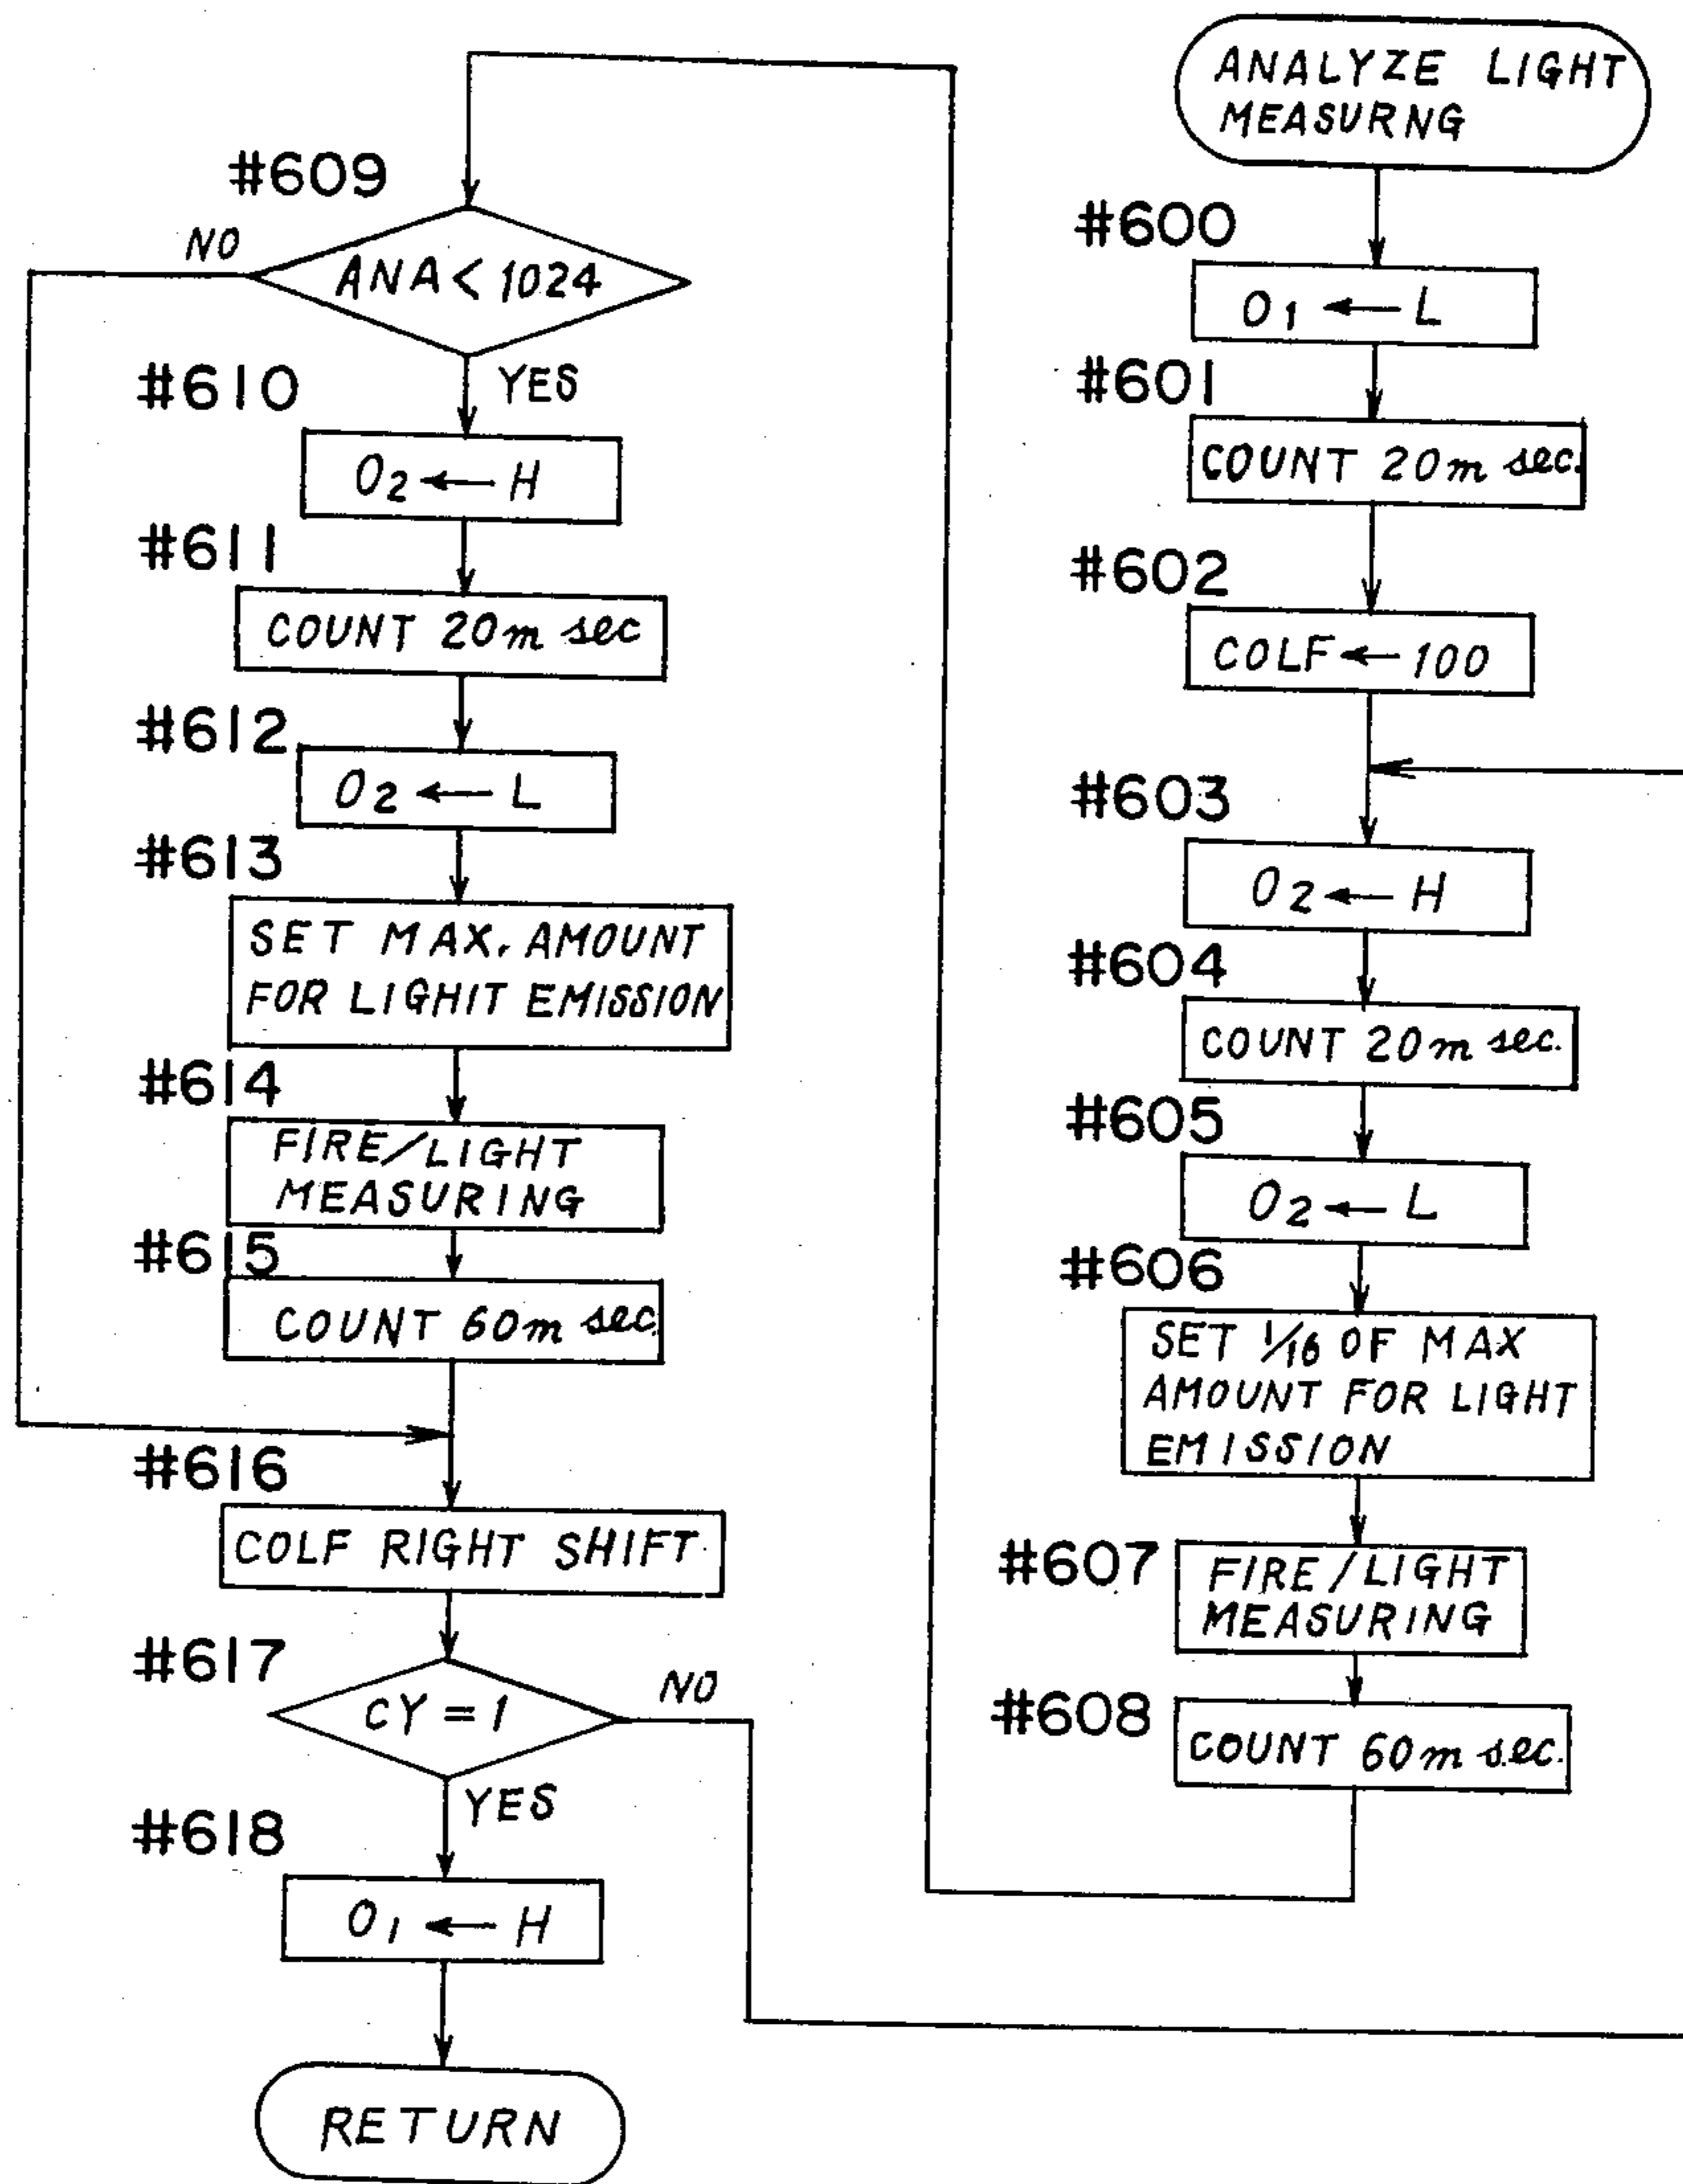 ANALYZE LIGHT
MEASURNG
#600
O1 ← L
#601
COUNT 20m sec.
#602
COLF ← 100
#603
O2 ← H
#604
COUNT 20m sec.
#605
O2 ← L
#606
SET 1/16 OF MAX
AMOUNT FOR LIGHT
EMISSION
#607
FIRE/LIGHT
MEASURING
#608
COUNT 60m sec.
#609
ANA < 1024
NO
YES
#610
O2 ← H
#611
COUNT 20m sec
#612
O2 ← L
#613
SET MAX. AMOUNT
FOR LIGHIT EMISSION
#614
FIRE/LIGHT
MEASURING
#615
COUNT 60m sec.
#616
COLF RIGHT SHIFT
#617
CY = 1
NO
YES
#618
O1 ← H
RETURN